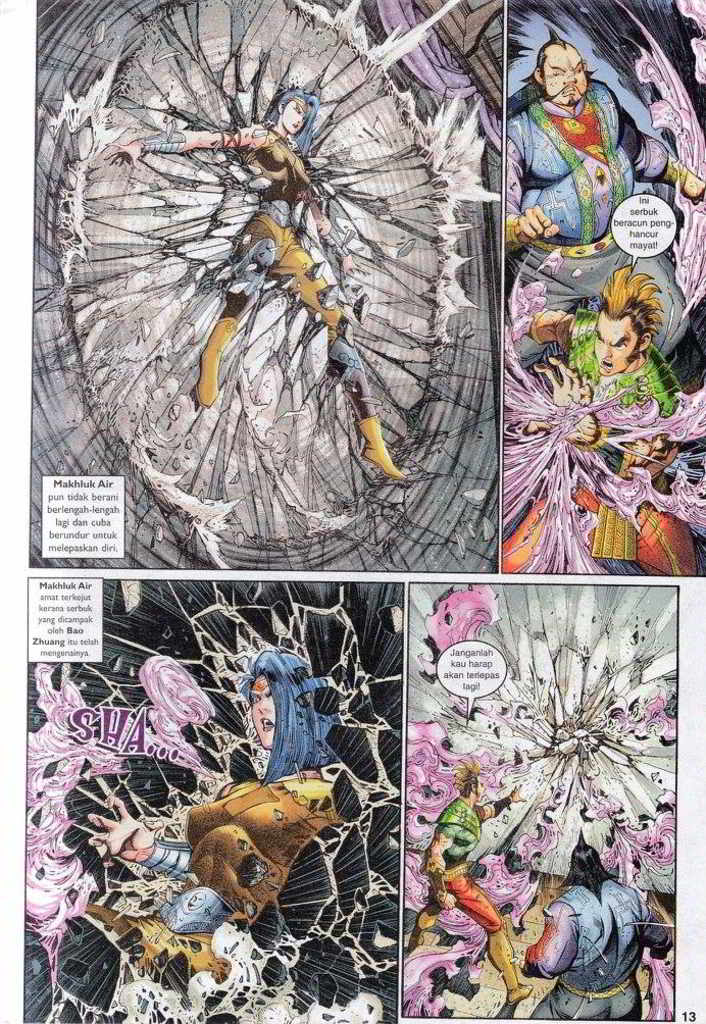 Makhluk Air
pun tidak berani
berlengah-lengah
lagi dan cuba
berundur untuk
melepaskan diri.
Ini
serbuk
beracun peng-
hancur
mayat!
Makhluk Air
amat terkejut
kerana serbuk
yang dicampak
oleh Bao
Zhuang itu telah
mengenainya.
SHA...
Janganlah
kau harap
akan terlepas
lagi!
13